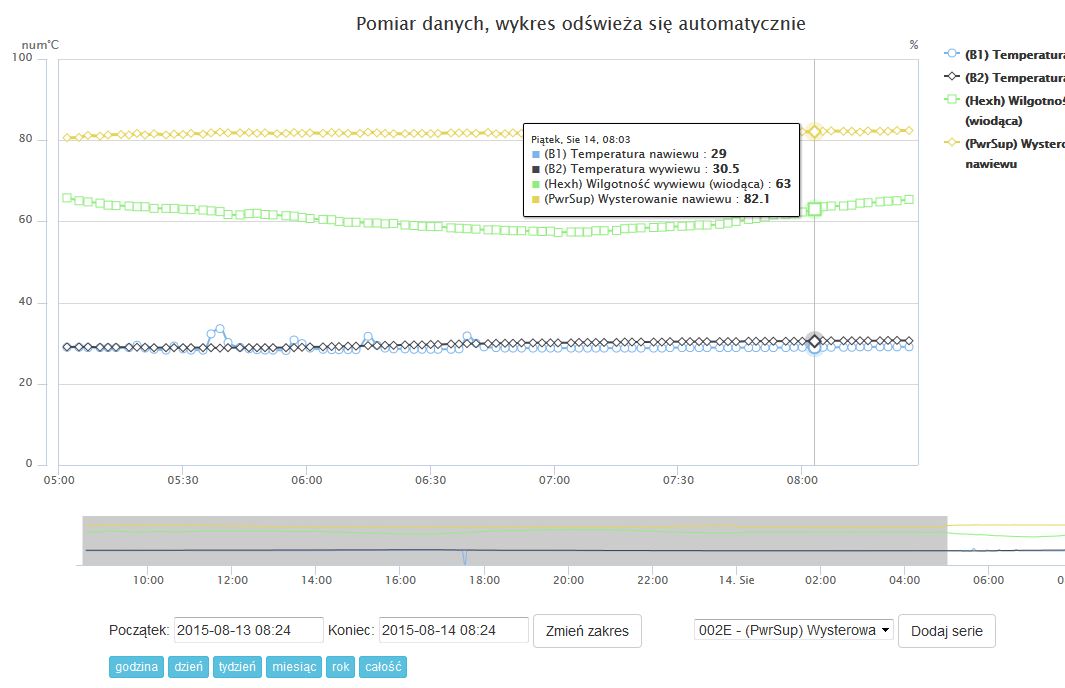 Pomiar danych, wykres odświeża się automatycznie
num°C
%
100
80
60
40
20
0
05:00 05:30 06:00 06:30 07:00 07:30 08:00
Piątek, Sie 14, 08:03
(B1) Temperatura nawiewu : 29
(B2) Temperatura wywiewu : 30.5
(Hexh) Wilgotność wywiewu (wiodąca) : 63
(PwrSup) Wysterowanie nawiewu : 82.1
(B1) Temperatura
(B2) Temperatura
(Hexh) Wilgotnoś
(wiodąca)
(PwrSup) Wystero
nawiewu
10:00 12:00 14:00 16:00 18:00 20:00 22:00 14. Sie 02:00 04:00 06:00 0
Początek: 2015-08-13 08:24 Koniec: 2015-08-14 08:24 Zmień zakres 002E - (PwrSup) Wysterowa Dodaj serie
godzina dzień tydzień miesiąc rok całość